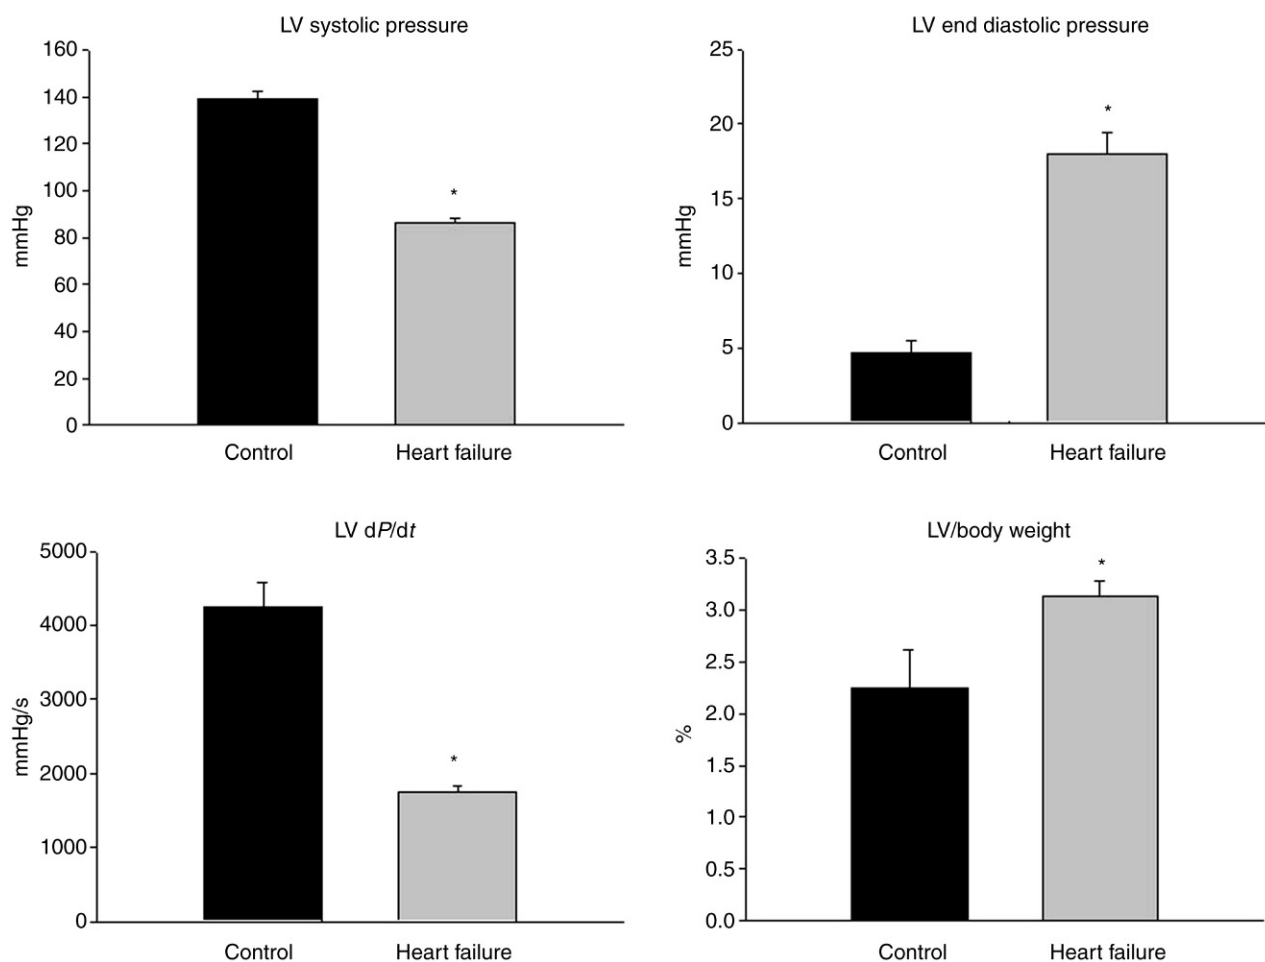 LV systolic pressure
160
140
120
100
80
60
40
20
0
mmHg
*
Control
Heart failure
LV end diastolic pressure
25
20
15
10
5
0
mmHg
*
Control
Heart failure
LV dP/dt
5000
4000
3000
2000
1000
0
mmHg/s
*
Control
Heart failure
LV/body weight
3.5
3.0
2.5
2.0
1.5
1.0
0.5
0.0
%
*
Control
Heart failure